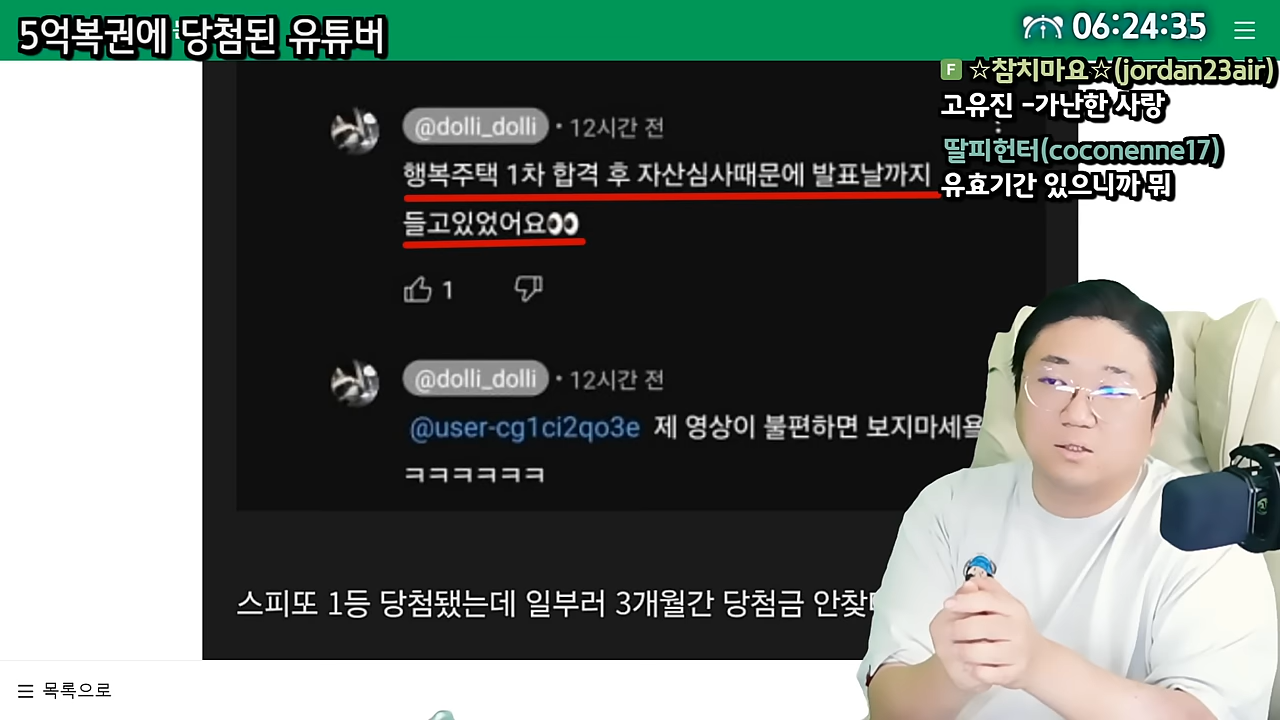 5억복권에 당첨된 유튜버
06:24:35
F ☆참치마요☆(jordan23air)
고유진 -가난한 사랑
딸피헌터(coconenne17)
유효기간 있으니까 뭐
@dolli_dolli · 12시간 전
행복주택 1차 합격 후 자산심사때문에 발표날까지
들고있었어요👀
1
@dolli_dolli · 12시간 전
@user-cg1ci2qo3e 제 영상이 불편하면 보지마세욬
ㅋㅋㅋㅋㅋㅋ
스피또 1등 당첨됐는데 일부러 3개월간 당첨금
목록으로